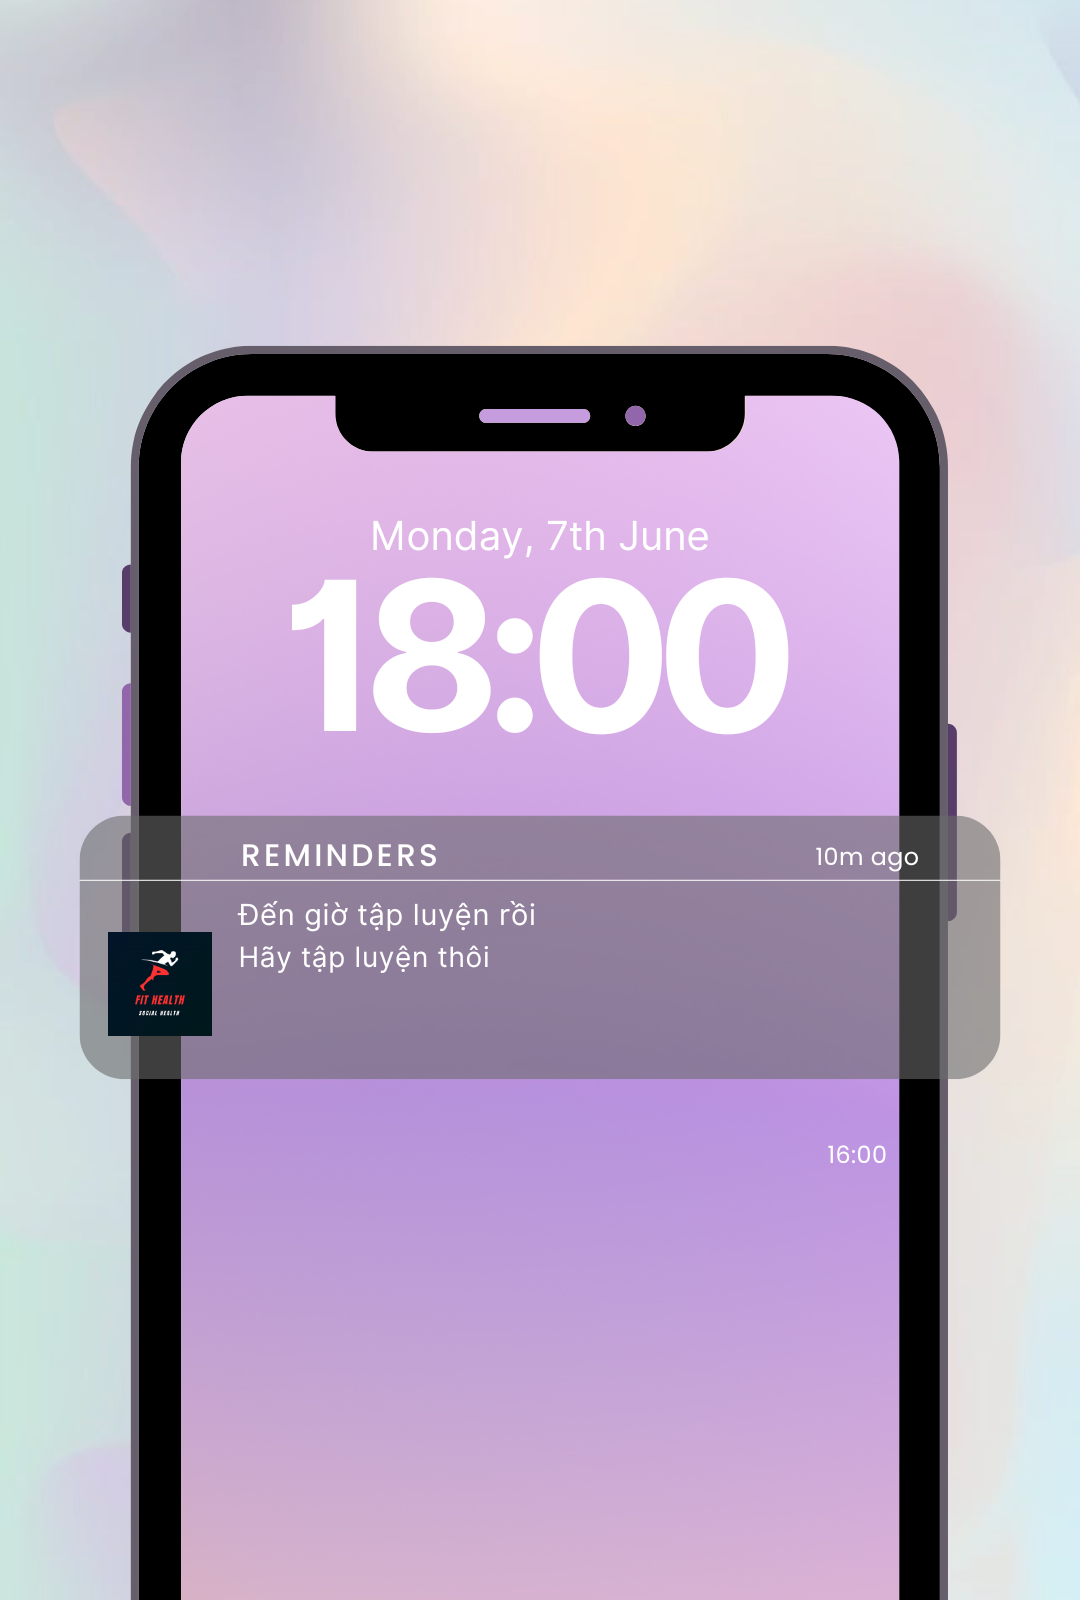 Monday, 7th June
18:00
REMINDERS
10m ago
Đến giờ tập luyện rồi
Hãy tập luyện thôi
FIT HEALTH
SOCIAL HEALTH
16:00